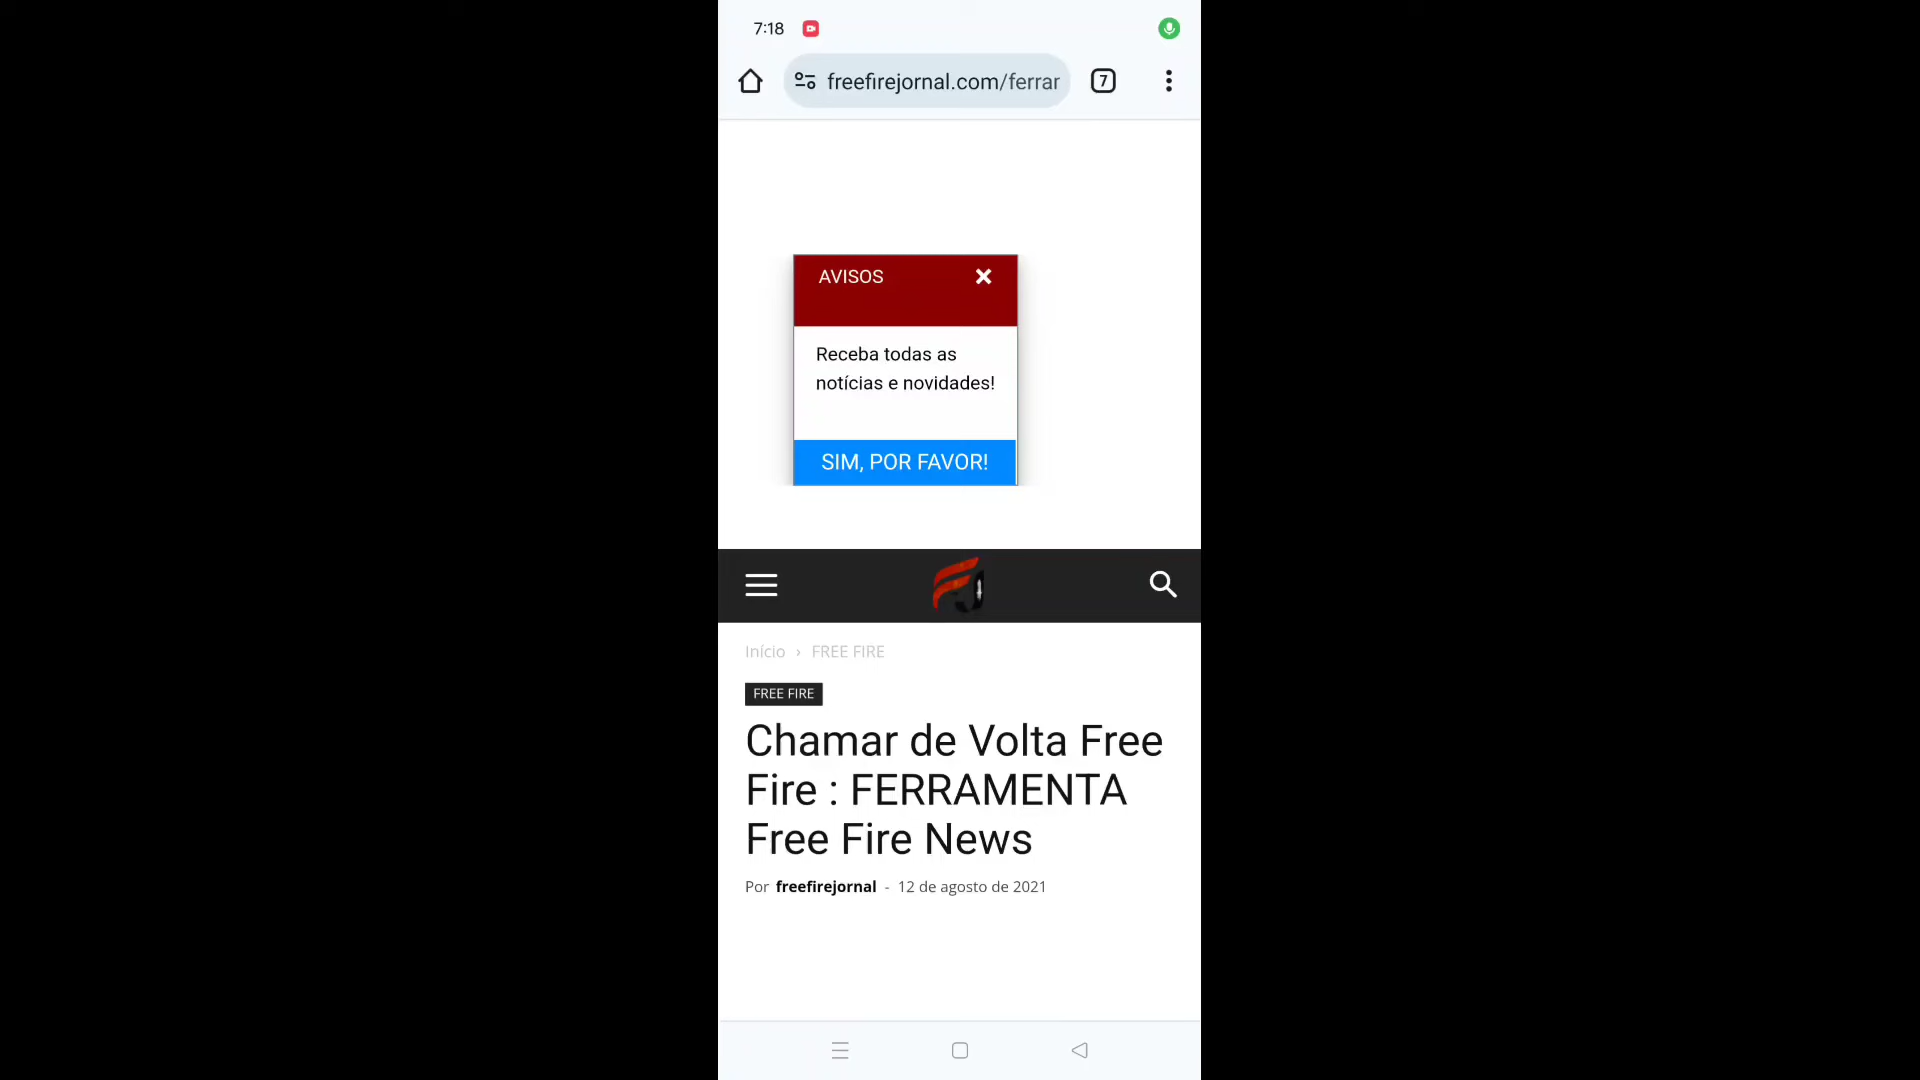 7:18
freefirejornal.com/ferrar
7
AVISOS
Receba todas as
notícias e novidades!
SIM, POR FAVOR!
Início › FREE FIRE
FREE FIRE
Chamar de Volta Free
Fire : FERRAMENTA
Free Fire News
Por freefirejornal - 12 de agosto de 2021